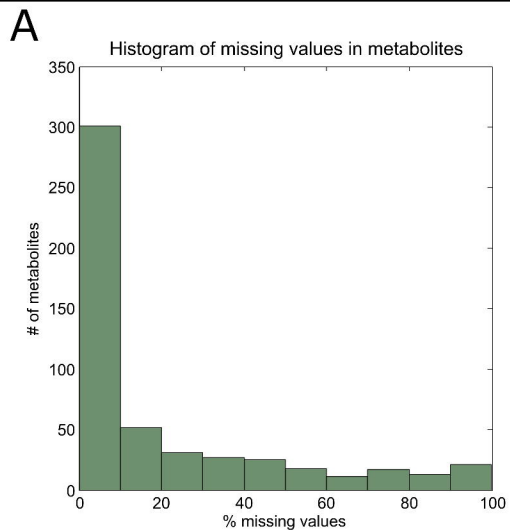 A
Histogram of missing values in metabolites
350
300
250
200
150
100
50
0
# of metabolites
0 20 40 60 80 100
% missing values